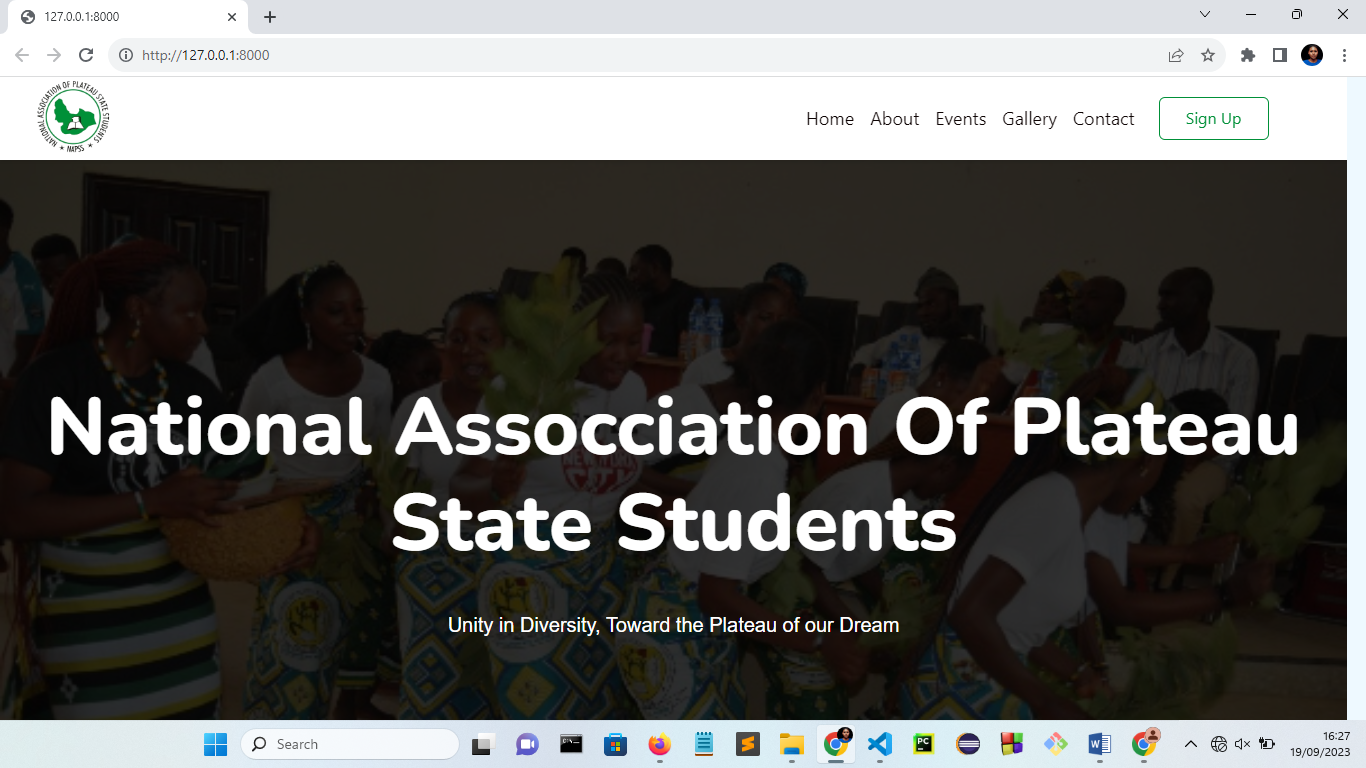 127.0.0.1:8000
http://127.0.0.1:8000
NATIONAL ASSOCIATION OF PLATEAU STATE STUDENTS
★ NAPSS ★
Home About Events Gallery Contact Sign Up
National Assocciation Of Plateau
State Students
Unity in Diversity, Toward the Plateau of our Dream
Search
PC
16:27
19/09/2023